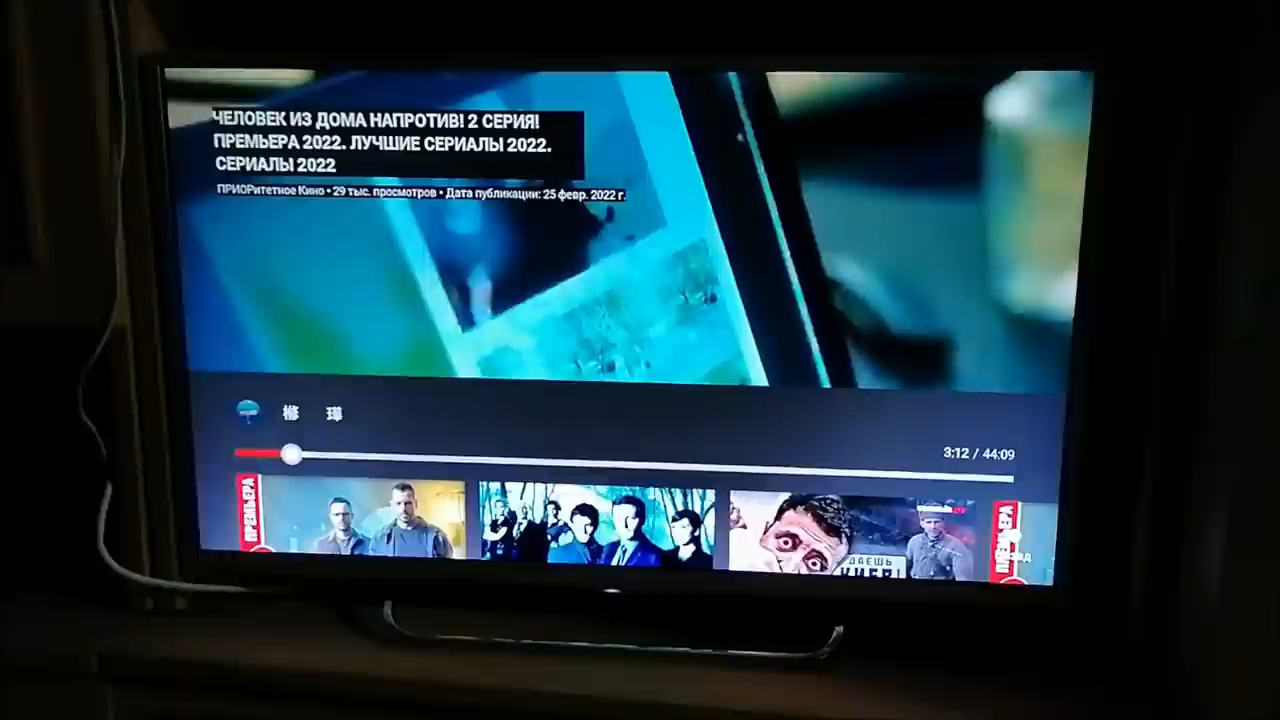 ЧЕЛОВЕК ИЗ ДОМА НАПРОТИВ! 2 СЕРИЯ!
ПРЕМЬЕРА 2022. ЛУЧШИЕ СЕРИАЛЫ 2022.
СЕРИАЛЫ 2022
ПРИОРитетное Кино • 29 тыс. просмотров • Дата публикации: 25 февр. 2022 г.
3:12 / 44:09
ПРЕМЬЕРА
ДАЕШЬ
КИЕВ!